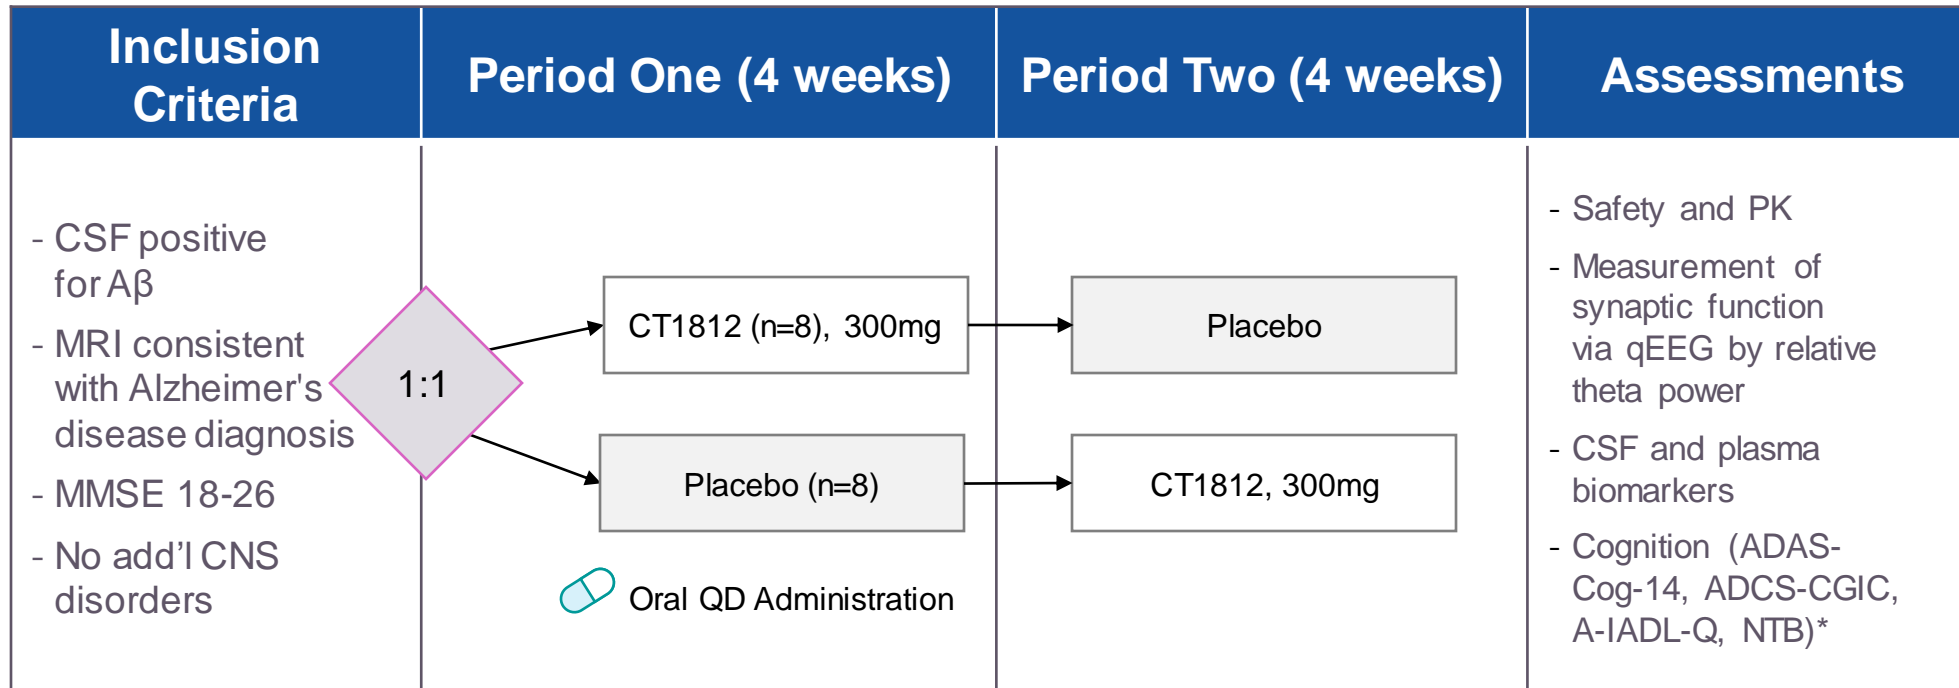 Inclusion
Criteria
Period One (4 weeks)
Period Two (4 weeks)
Assessments
- CSF positive
for Aβ
- MRI consistent
with Alzheimer's
disease diagnosis
- MMSE 18-26
- No add’l CNS
disorders
1:1
CT1812 (n=8), 300mg
Placebo
Placebo (n=8)
CT1812, 300mg
Oral QD Administration
- Safety and PK
- Measurement of
synaptic function
via qEEG by relative
theta power
- CSF and plasma
biomarkers
- Cognition (ADAS-
Cog-14, ADCS-CGIC,
A-IADL-Q, NTB)*